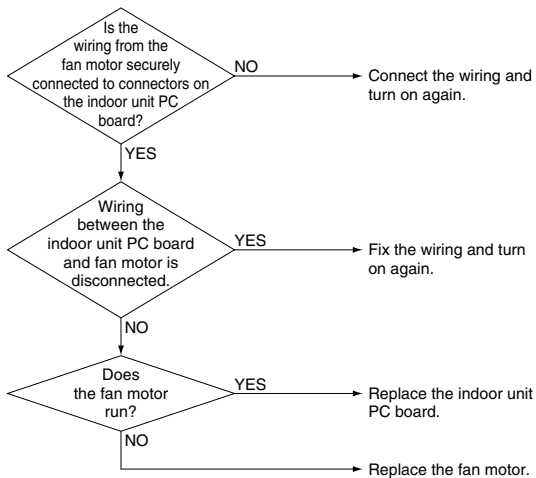 Is the
wiring from the
fan motor securely
connected to connectors on
the indoor unit PC
board?
NO
Connect the wiring and
turn on again.
YES
Wiring
between the
indoor unit PC board
and fan motor is
disconnected.
YES
Fix the wiring and turn
on again.
NO
Does
the fan motor
run?
YES
Replace the indoor unit
PC board.
NO
Replace the fan motor.